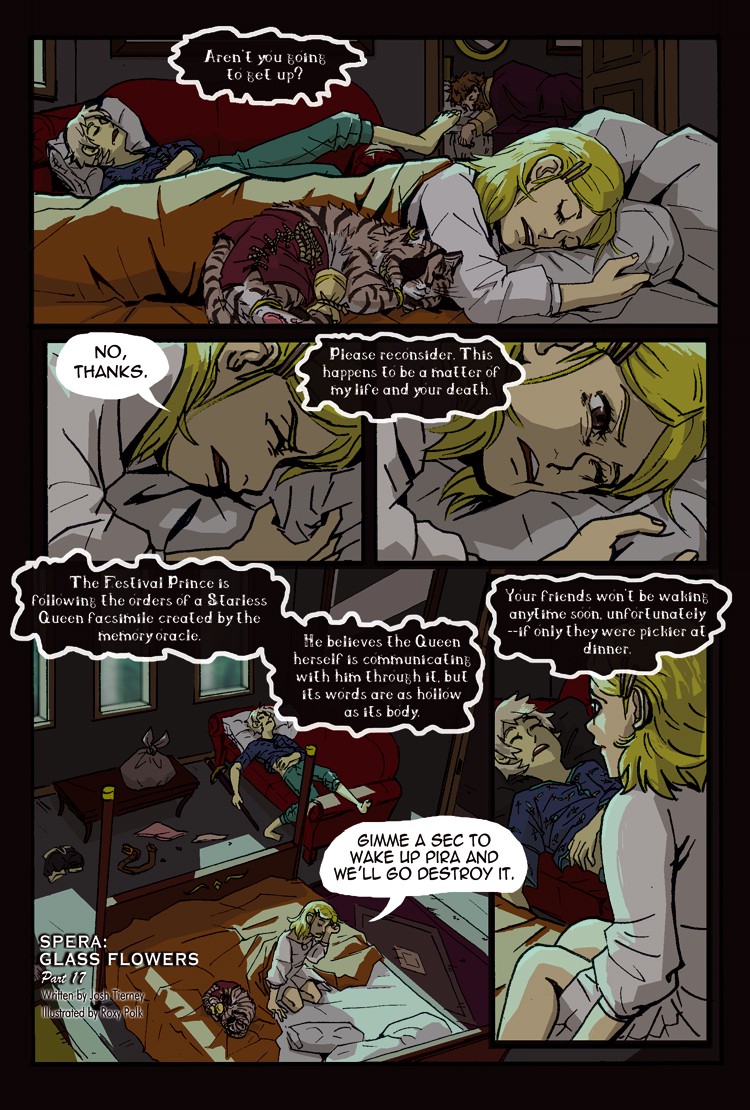 Aren't you going
to get up?
NO,
THANKS.
Please reconsider. This
happens to be a matter of
my life and your death.
The Festival Prince is
following the orders of a Starless
Queen facsimile created by the
memory oracle.
He believes the Queen
herself is communicating
with him through it, but
its words are as hollow
as its body.
Your friends won't be waking
anytime soon, unfortunately
--if only they were pickier at
dinner.
GIMME A SEC TO
WAKE UP PIRA AND
WE'LL GO DESTROY IT.
SPERA:
GLASS FLOWERS
Part 17
Written by Josh Tierney
Illustrated by Roxy Polk